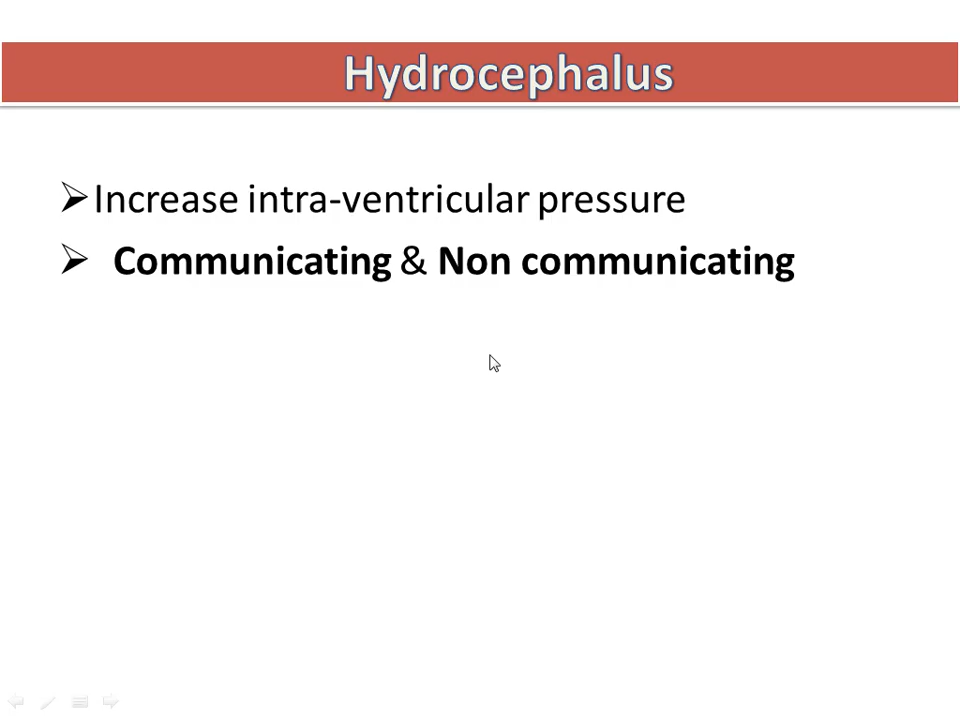 Hydrocephalus
➢Increase intra-ventricular pressure
➢ Communicating & Non communicating